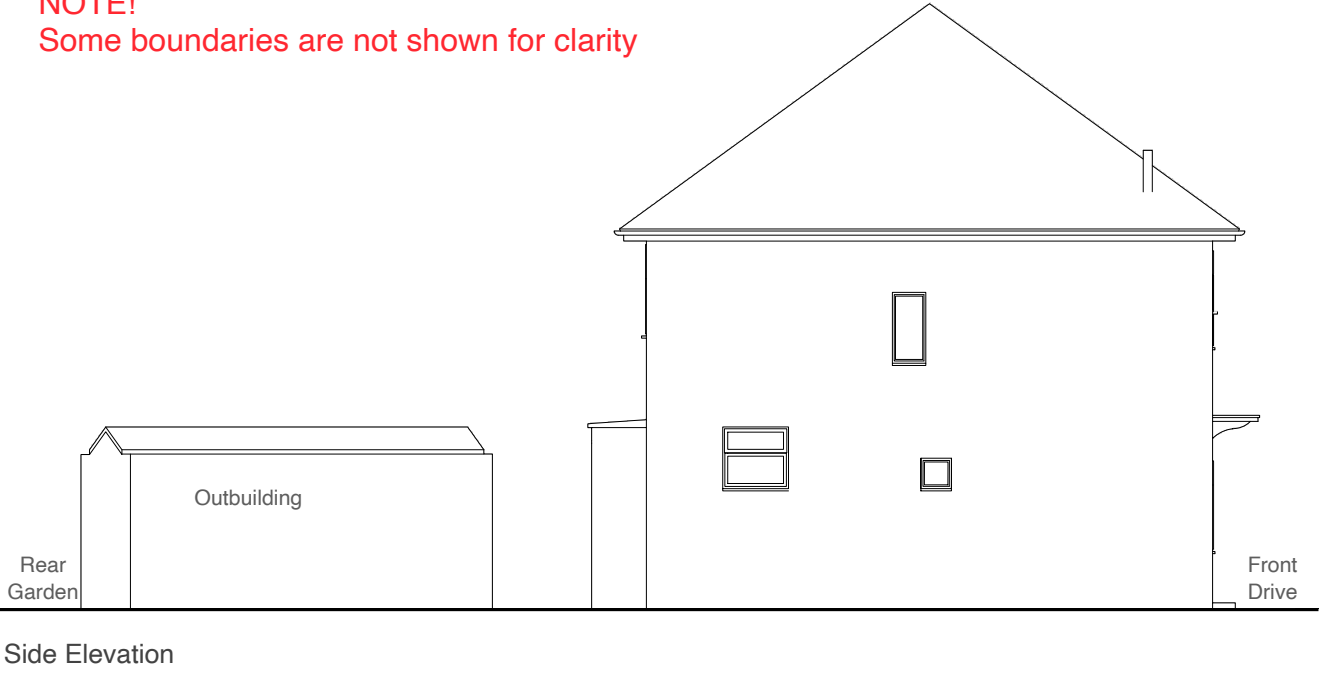 NOTE!
Some boundaries are not shown for clarity
Outbuilding
Rear
Garden
Front
Drive
Side Elevation